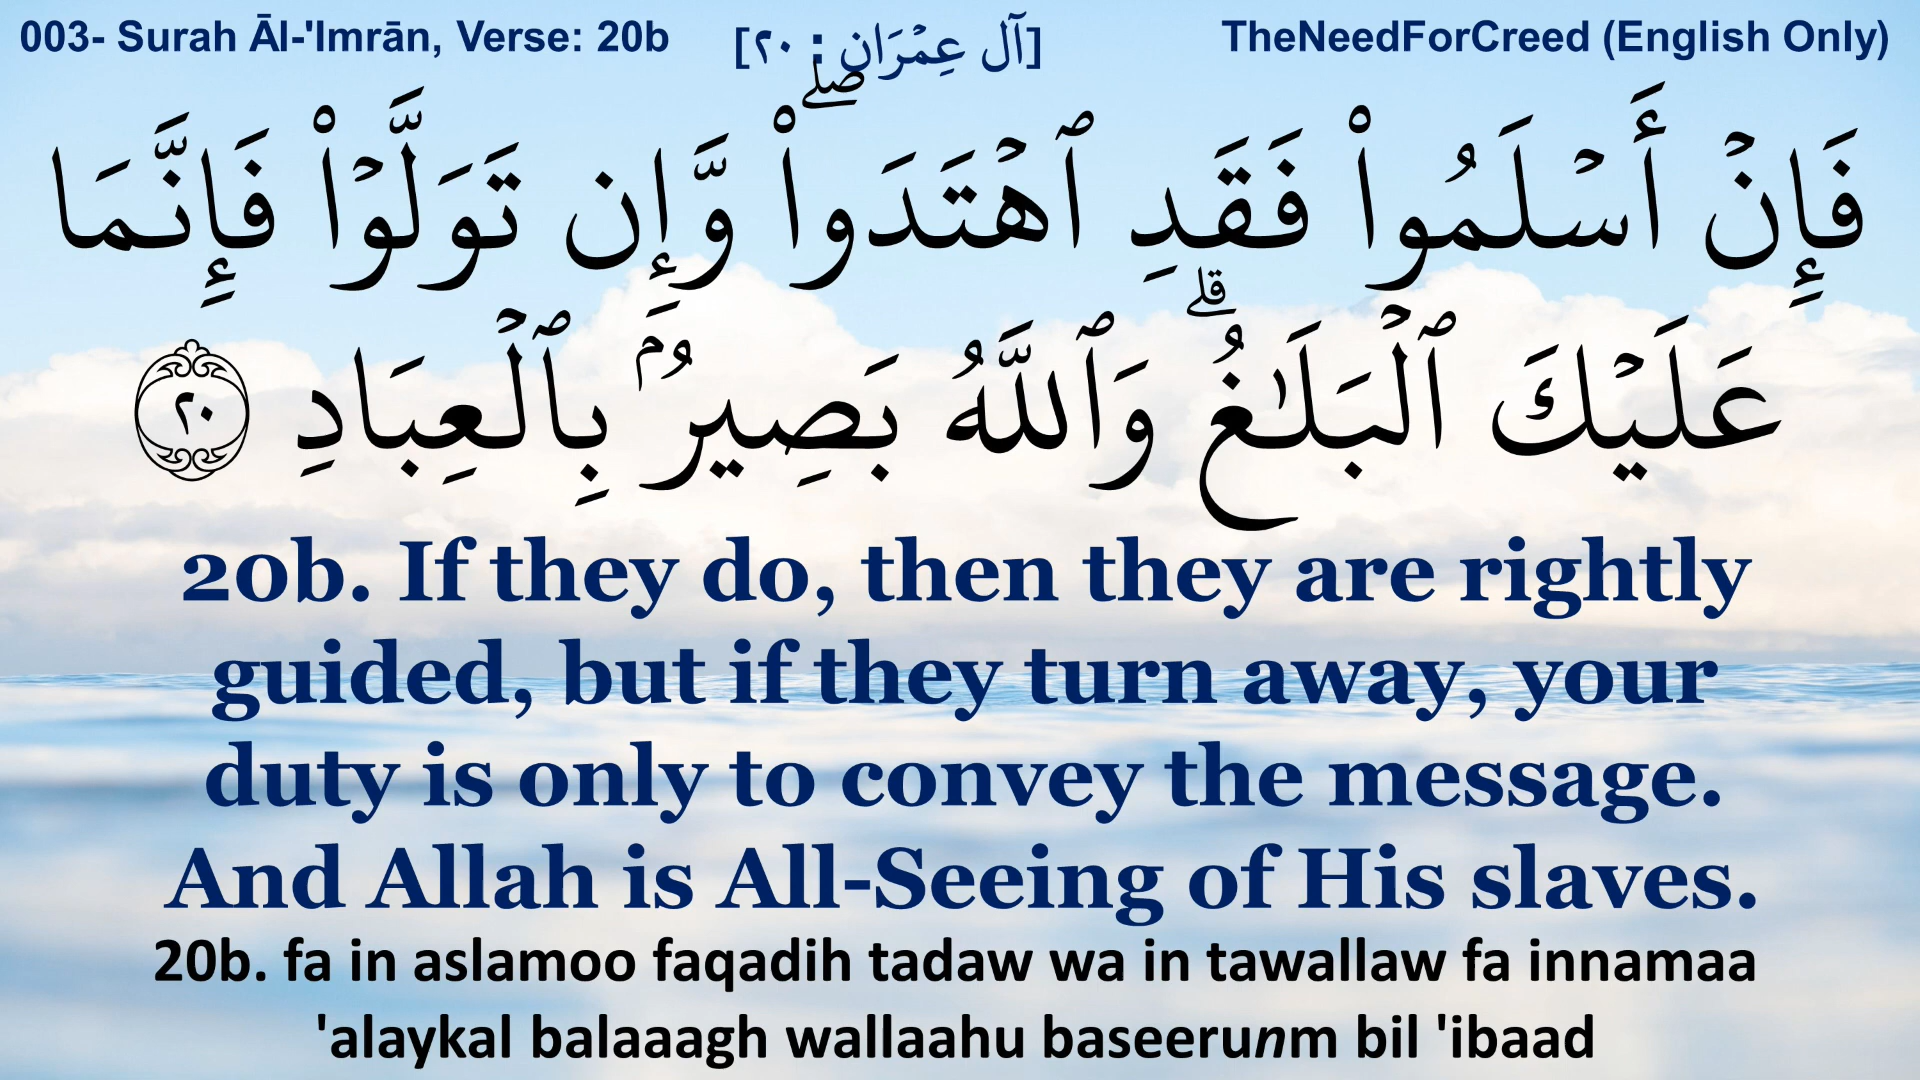 003- Surah Āl-'Imrān, Verse: 20b
[آل عِمْرَان : ٢٠]
TheNeedForCreed (English Only)
فَإِنْ أَسْلَمُوا۟ فَقَدِ ٱهْتَدَوا۟ ۖ وَّإِن تَوَلَّوْا۟ فَإِنَّمَا
عَلَيْكَ ٱلْبَلَـٰغُ ۗ وَٱللَّهُ بَصِيرٌۢ بِٱلْعِبَادِ ٢٠
20b. If they do, then they are rightly
guided, but if they turn away, your
duty is only to convey the message.
And Allah is All-Seeing of His slaves.
20b. fa in aslamoo faqadih tadaw wa in tawallaw fa innamaa
'alaykal balaaagh wallaahu baseerunm bil 'ibaad